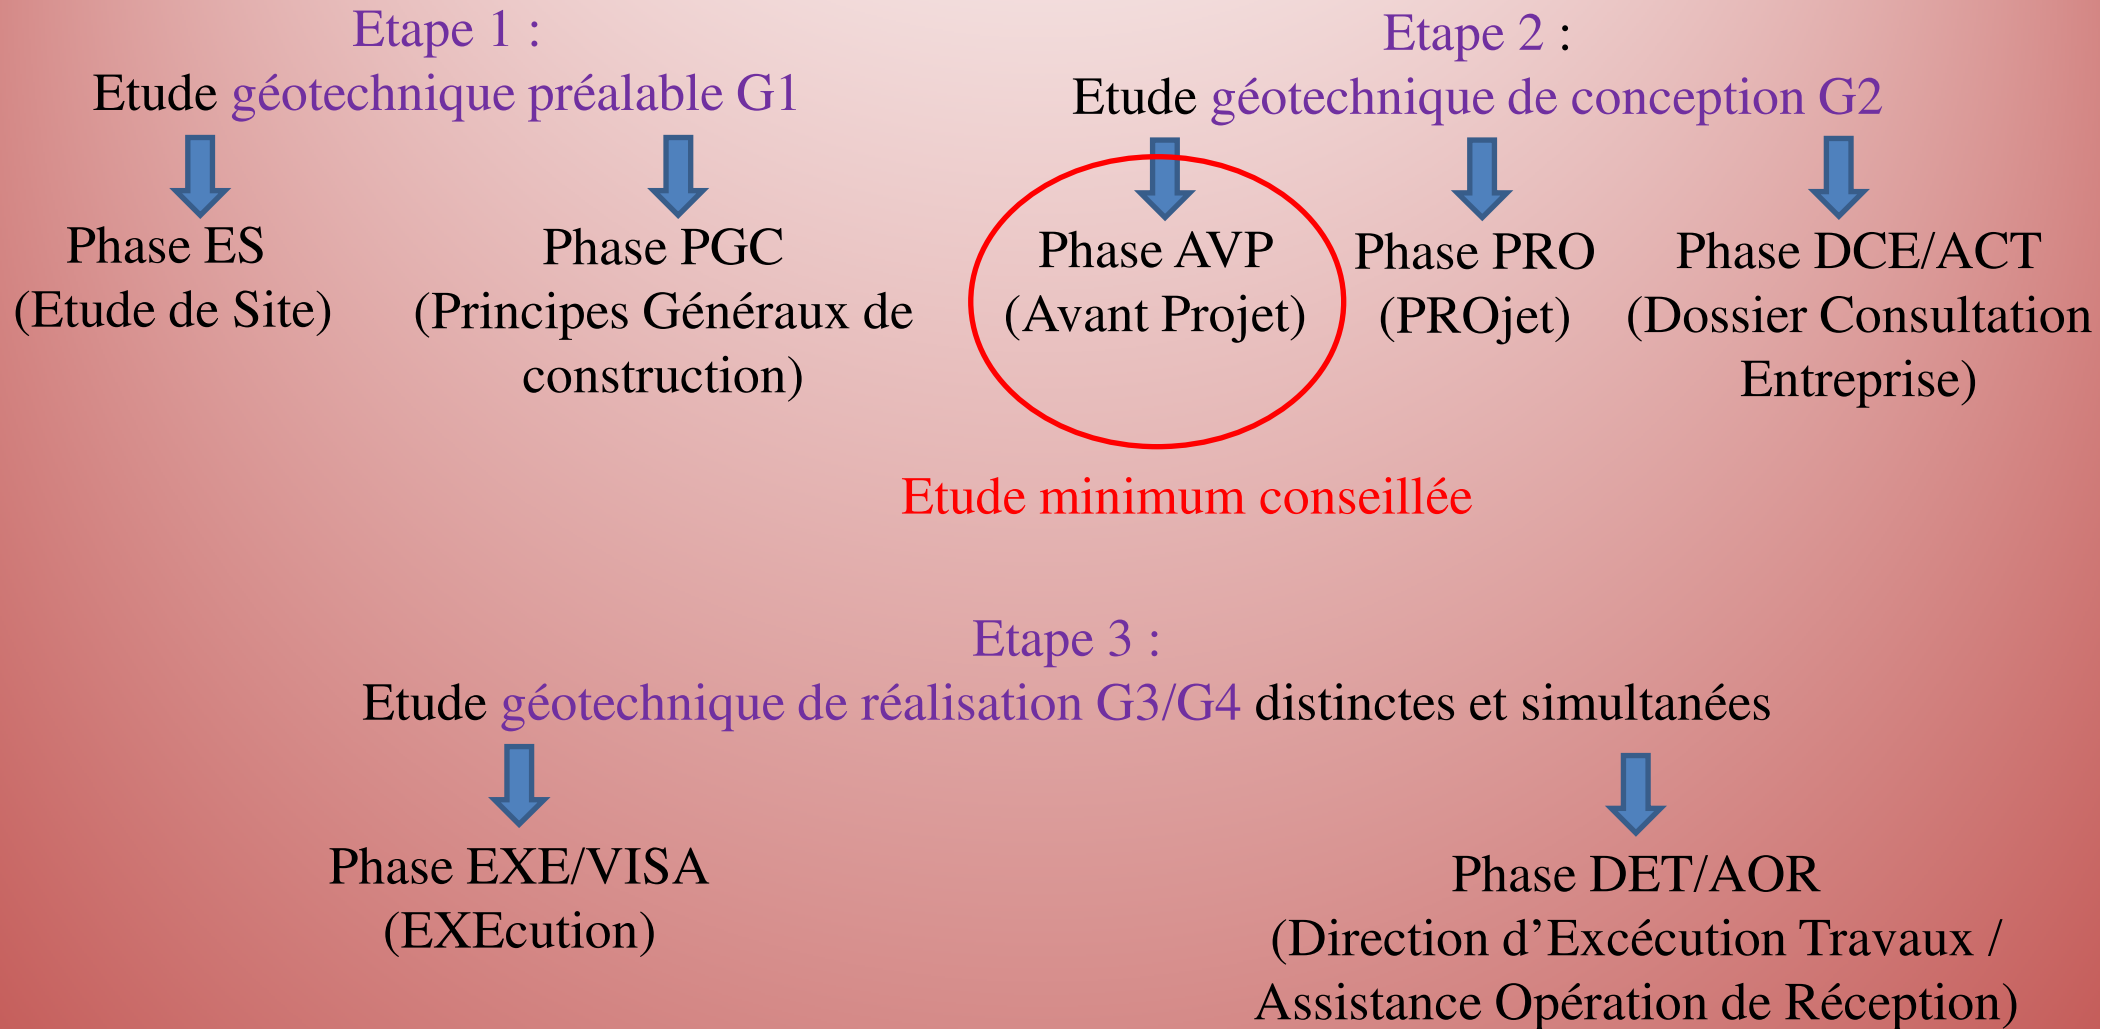 Etape 1 :
Etude géotechnique préalable G1
Phase ES
(Etude de Site)
Phase PGC
(Principes Généraux de
construction)
Etape 2 :
Etude géotechnique de conception G2
Phase AVP
(Avant Projet)
Phase PRO
(PROjet)
Phase DCE/ACT
(Dossier Consultation
Entreprise)
Etude minimum conseillée
Etape 3 :
Etude géotechnique de réalisation G3/G4 distinctes et simultanées
Phase EXE/VISA
(EXEcution)
Phase DET/AOR
(Direction d’Excécution Travaux /
Assistance Opération de Réception)